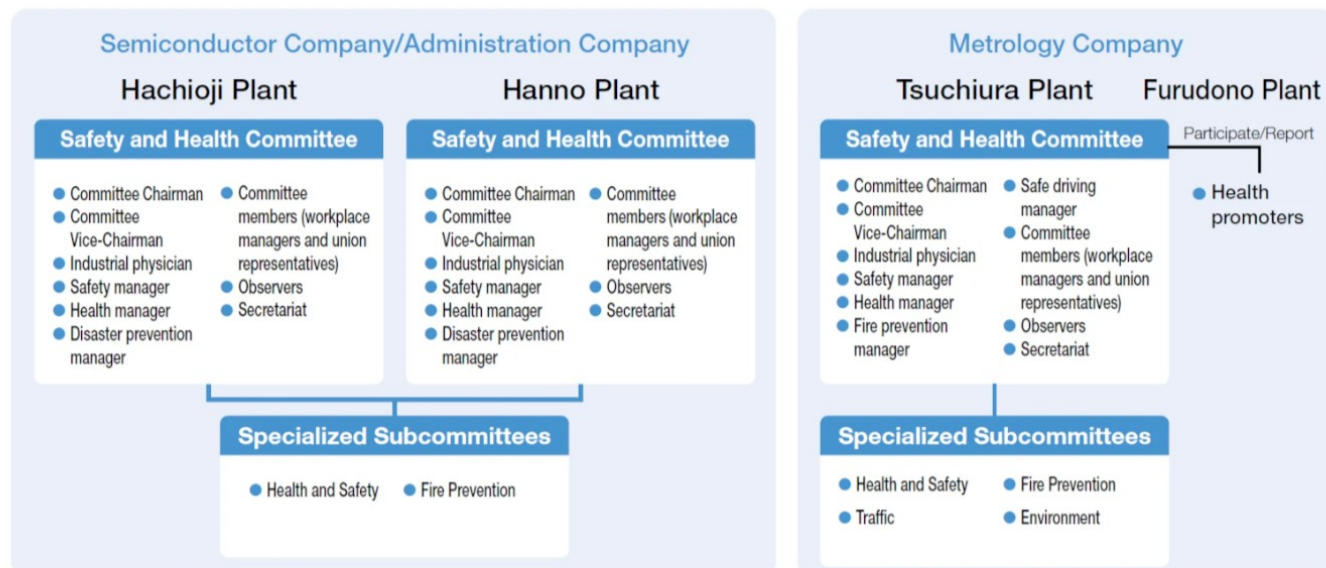 Semiconductor Company/Administration Company
Hachioji Plant
Safety and Health Committee
Committee Chairman
Committee
Vice-Chairman
Industrial physician
Safety manager
Health manager
Disaster prevention
manager
Committee
members (workplace
managers and union
representatives)
Observers
Secretariat
Hanno Plant
Safety and Health Committee
Committee Chairman
Committee
Vice-Chairman
Industrial physician
Safety manager
Health manager
Disaster prevention
manager
Committee
members (workplace
managers and union
representatives)
Observers
Secretariat
Specialized Subcommittees
Health and Safety
Fire Prevention
Metrology Company
Tsuchiura Plant
Safety and Health Committee
Committee Chairman
Committee
Vice-Chairman
Industrial physician
Safety manager
Health manager
Fire prevention
manager
Safe driving
manager
Committee
members (workplace
managers and union
representatives)
Observers
Secretariat
Furudono Plant
Participate/Report
Health
promoters
Specialized Subcommittees
Health and Safety
Traffic
Fire Prevention
Environment